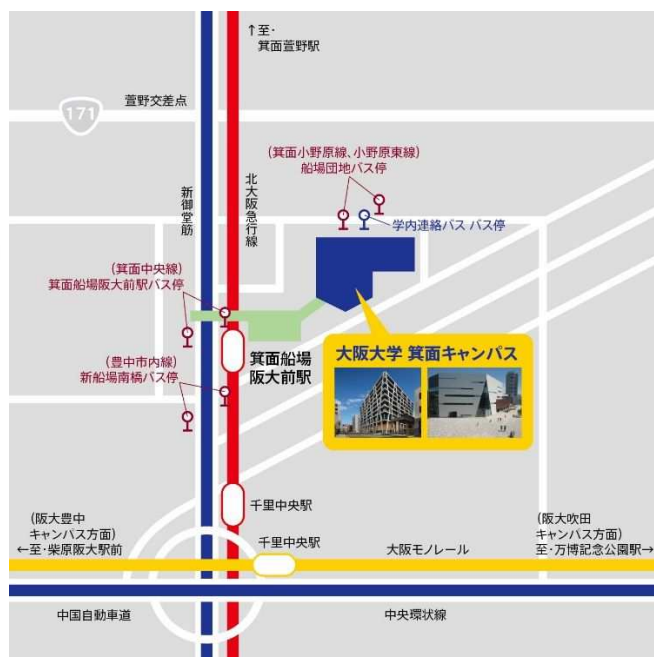 ↑至・
箕面萱野駅
171
萱野交差点
(箕面小野原線、小野原東線)
船場団地バス停
新御堂筋
北大阪急行線
学内連絡バス バス停
(箕面中央線)
箕面船場阪大前駅バス停
大阪大学 箕面キャンパス
箕面船場
阪大前駅
(豊中市内線)
新船場南橋バス停
千里中央駅
(阪大豊中
キャンパス方面)
←至・柴原阪大駅前
千里中央駅
大阪モノレール
(阪大吹田
キャンパス方面)
至・万博記念公園駅→
中国自動車道
中央環状線